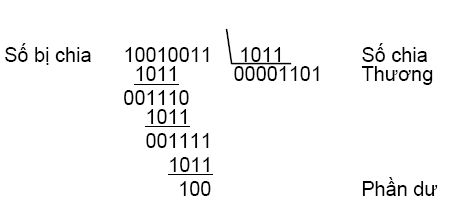 Số bị chia 10010011 1011 Số chia
1011 00001101 Thương
001110
1011
001111
1011
100 Phần dư